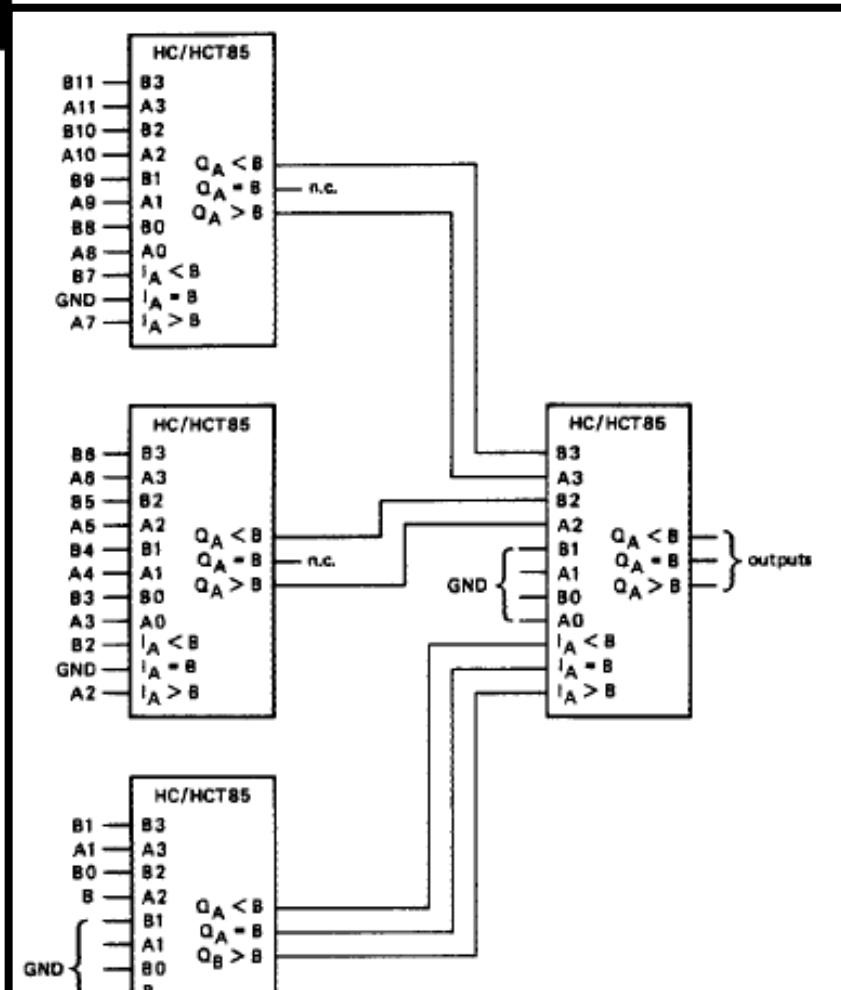 HC/HCT85
B11 B3
A11 A3
B10 B2
A10 A2 QA < B
B9 B1 QA = B n.c.
A9 A1 QA > B
B8 B0
A8 A0
B7 IA < B
GND IA = B
A7 IA > B
HC/HCT85
B6 B3
A6 A3
B5 B2
A5 A2 QA < B
B4 B1 QA = B n.c.
A4 A1 QA > B
B3 B0
A3 A0
B2 IA < B
GND IA = B
A2 IA > B
HC/HCT85
B3
A3
B2
A2 QA < B
B1 QA = B outputs
GND A1 QA > B
B0
A0
IA < B
IA = B
IA > B
HC/HCT85
B1 B3
A1 A3
B0 B2
B A2 QA < B
B1 QA = B
A1 QB > B
GND B0